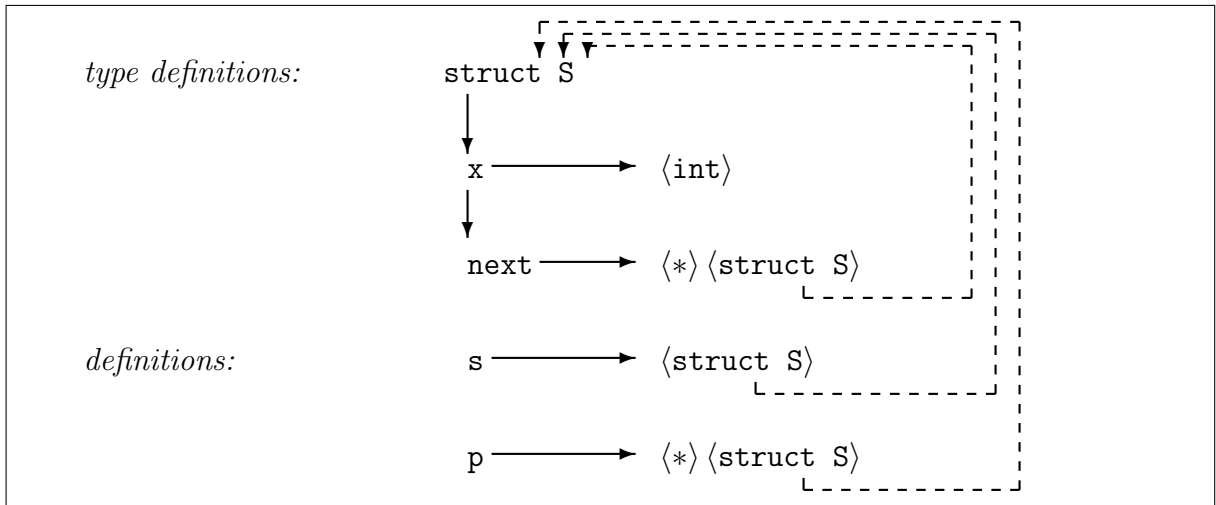 type definitions: struct S
x ⟨int⟩
next ⟨*⟩ ⟨struct S⟩
definitions: s ⟨struct S⟩
p ⟨*⟩ ⟨struct S⟩